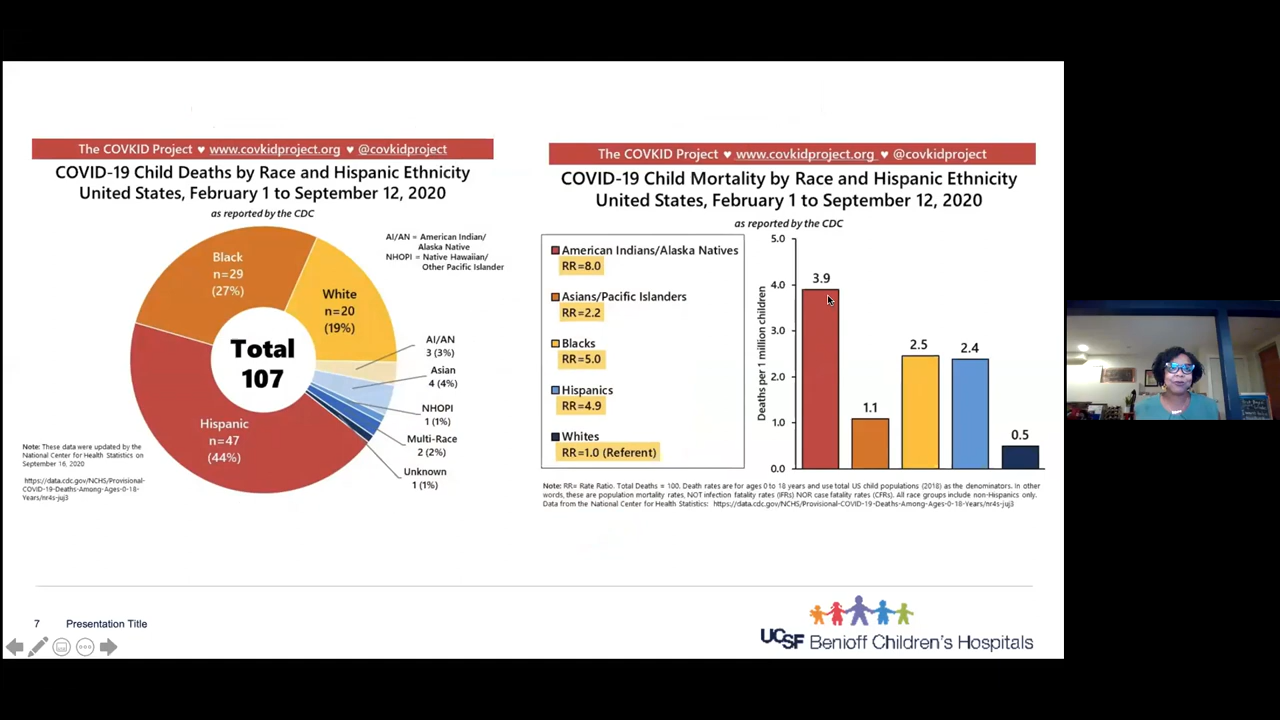 The COVKID Project ♥ www.covkidproject.org ♥ @covkidproject
COVID-19 Child Deaths by Race and Hispanic Ethnicity
United States, February 1 to September 12, 2020
as reported by the CDC
AI/AN = American Indian/
Alaska Native
NHOPI = Native Hawaiian/
Other Pacific Islander
Black
n=29
(27%)
White
n=20
(19%)
AI/AN
3 (3%)
Asian
4 (4%)
NHOPI
1 (1%)
Multi-Race
2 (2%)
Unknown
1 (1%)
Total
107
Hispanic
n=47
(44%)
Note: These data were updated by the
National Center for Health Statistics on
September 16, 2020
https://data.cdc.gov/NCHS/Provisional-
COVID-19-Deaths-Among-Ages-0-18-
Years/nr4s-juj3
The COVKID Project ♥ www.covkidproject.org ♥ @covkidproject
COVID-19 Child Mortality by Race and Hispanic Ethnicity
United States, February 1 to September 12, 2020
as reported by the CDC
American Indians/Alaska Natives
RR=8.0
Asians/Pacific Islanders
RR=2.2
Blacks
RR=5.0
Hispanics
RR=4.9
Whites
RR=1.0 (Referent)
Deaths per 1 million children
5.0
4.0
3.0
2.0
1.0
0.0
3.9
1.1
2.5
2.4
0.5
Note: RR= Rate Ratio. Total Deaths = 100. Death rates are for ages 0 to 18 years and use total US child populations (2018) as the denominators. In other
words, these are population mortality rates, NOT infection fatality rates (IFRs) NOR case fatality rates (CFRs). All race groups include non-Hispanics only.
Data from the National Center for Health Statistics: https://data.cdc.gov/NCHS/Provisional-COVID-19-Deaths-Among-Ages-0-18-Years/nr4s-juj3
7 Presentation Title
UCSF Benioff Children's Hospitals